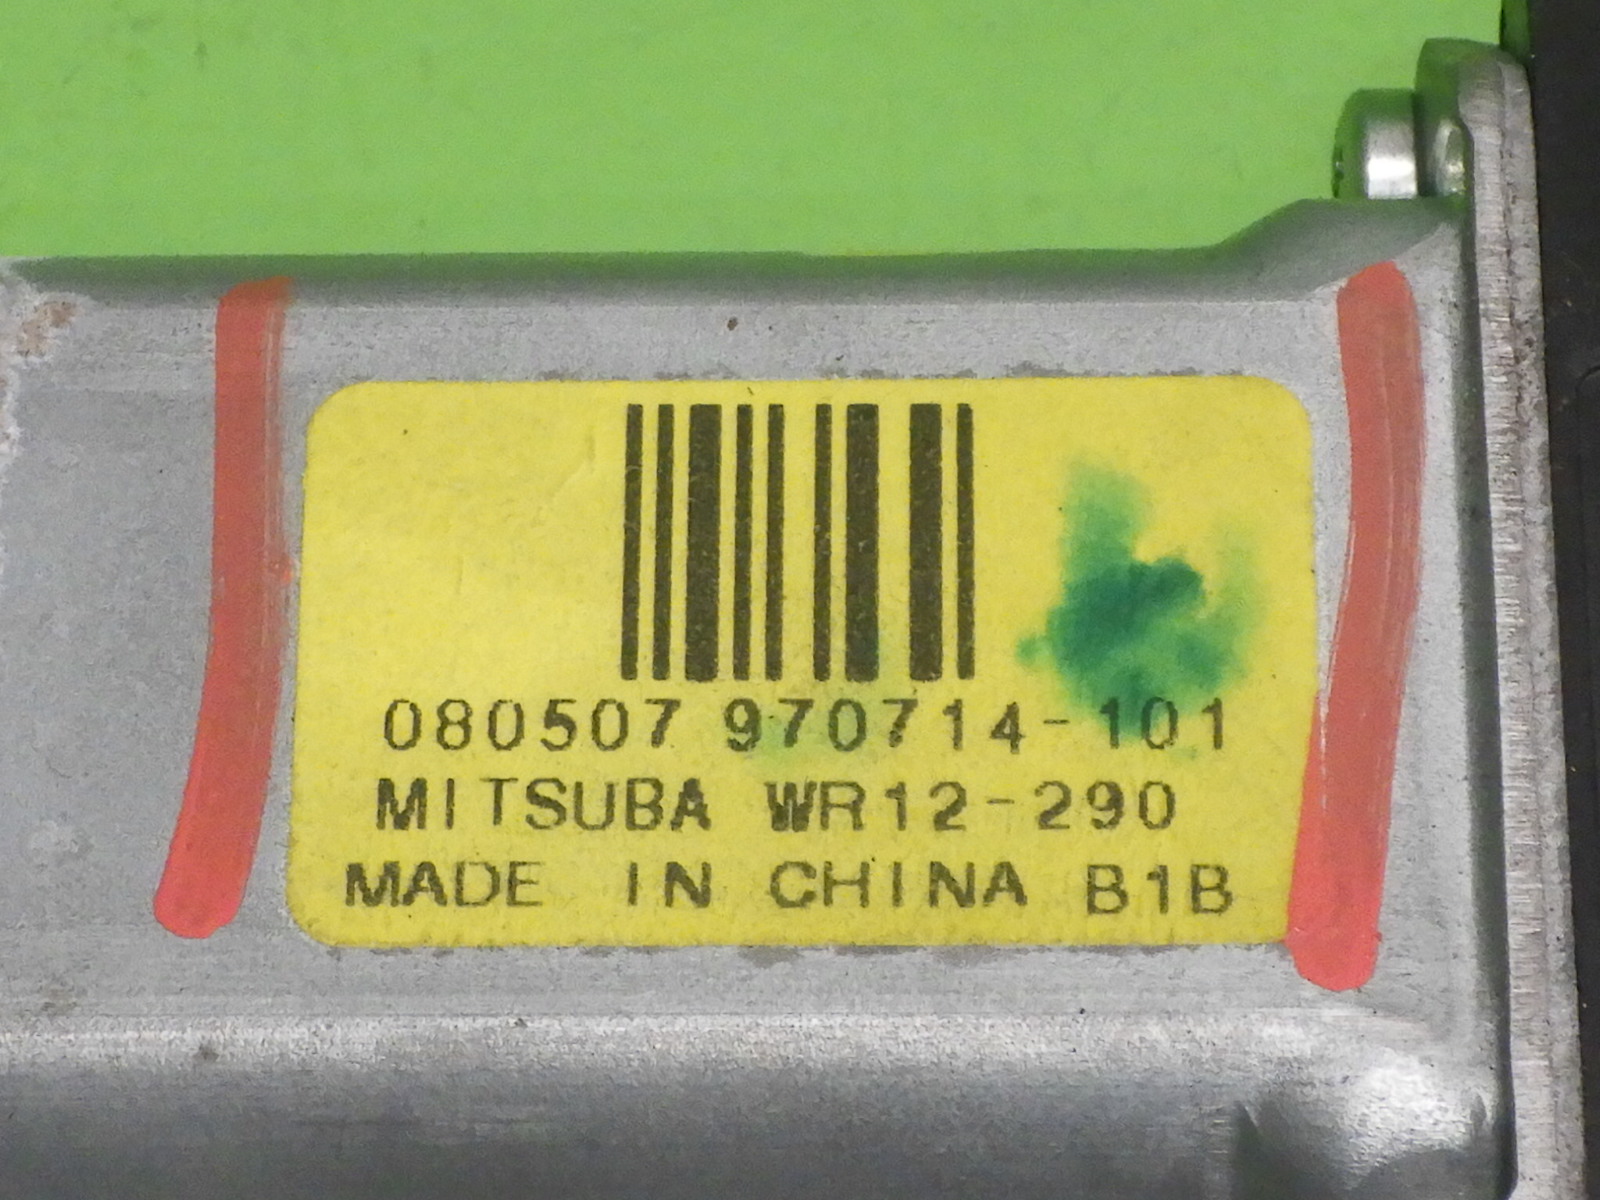 080507 970714-101
MITSUBA WR12-290
MADE IN CHINA B1B